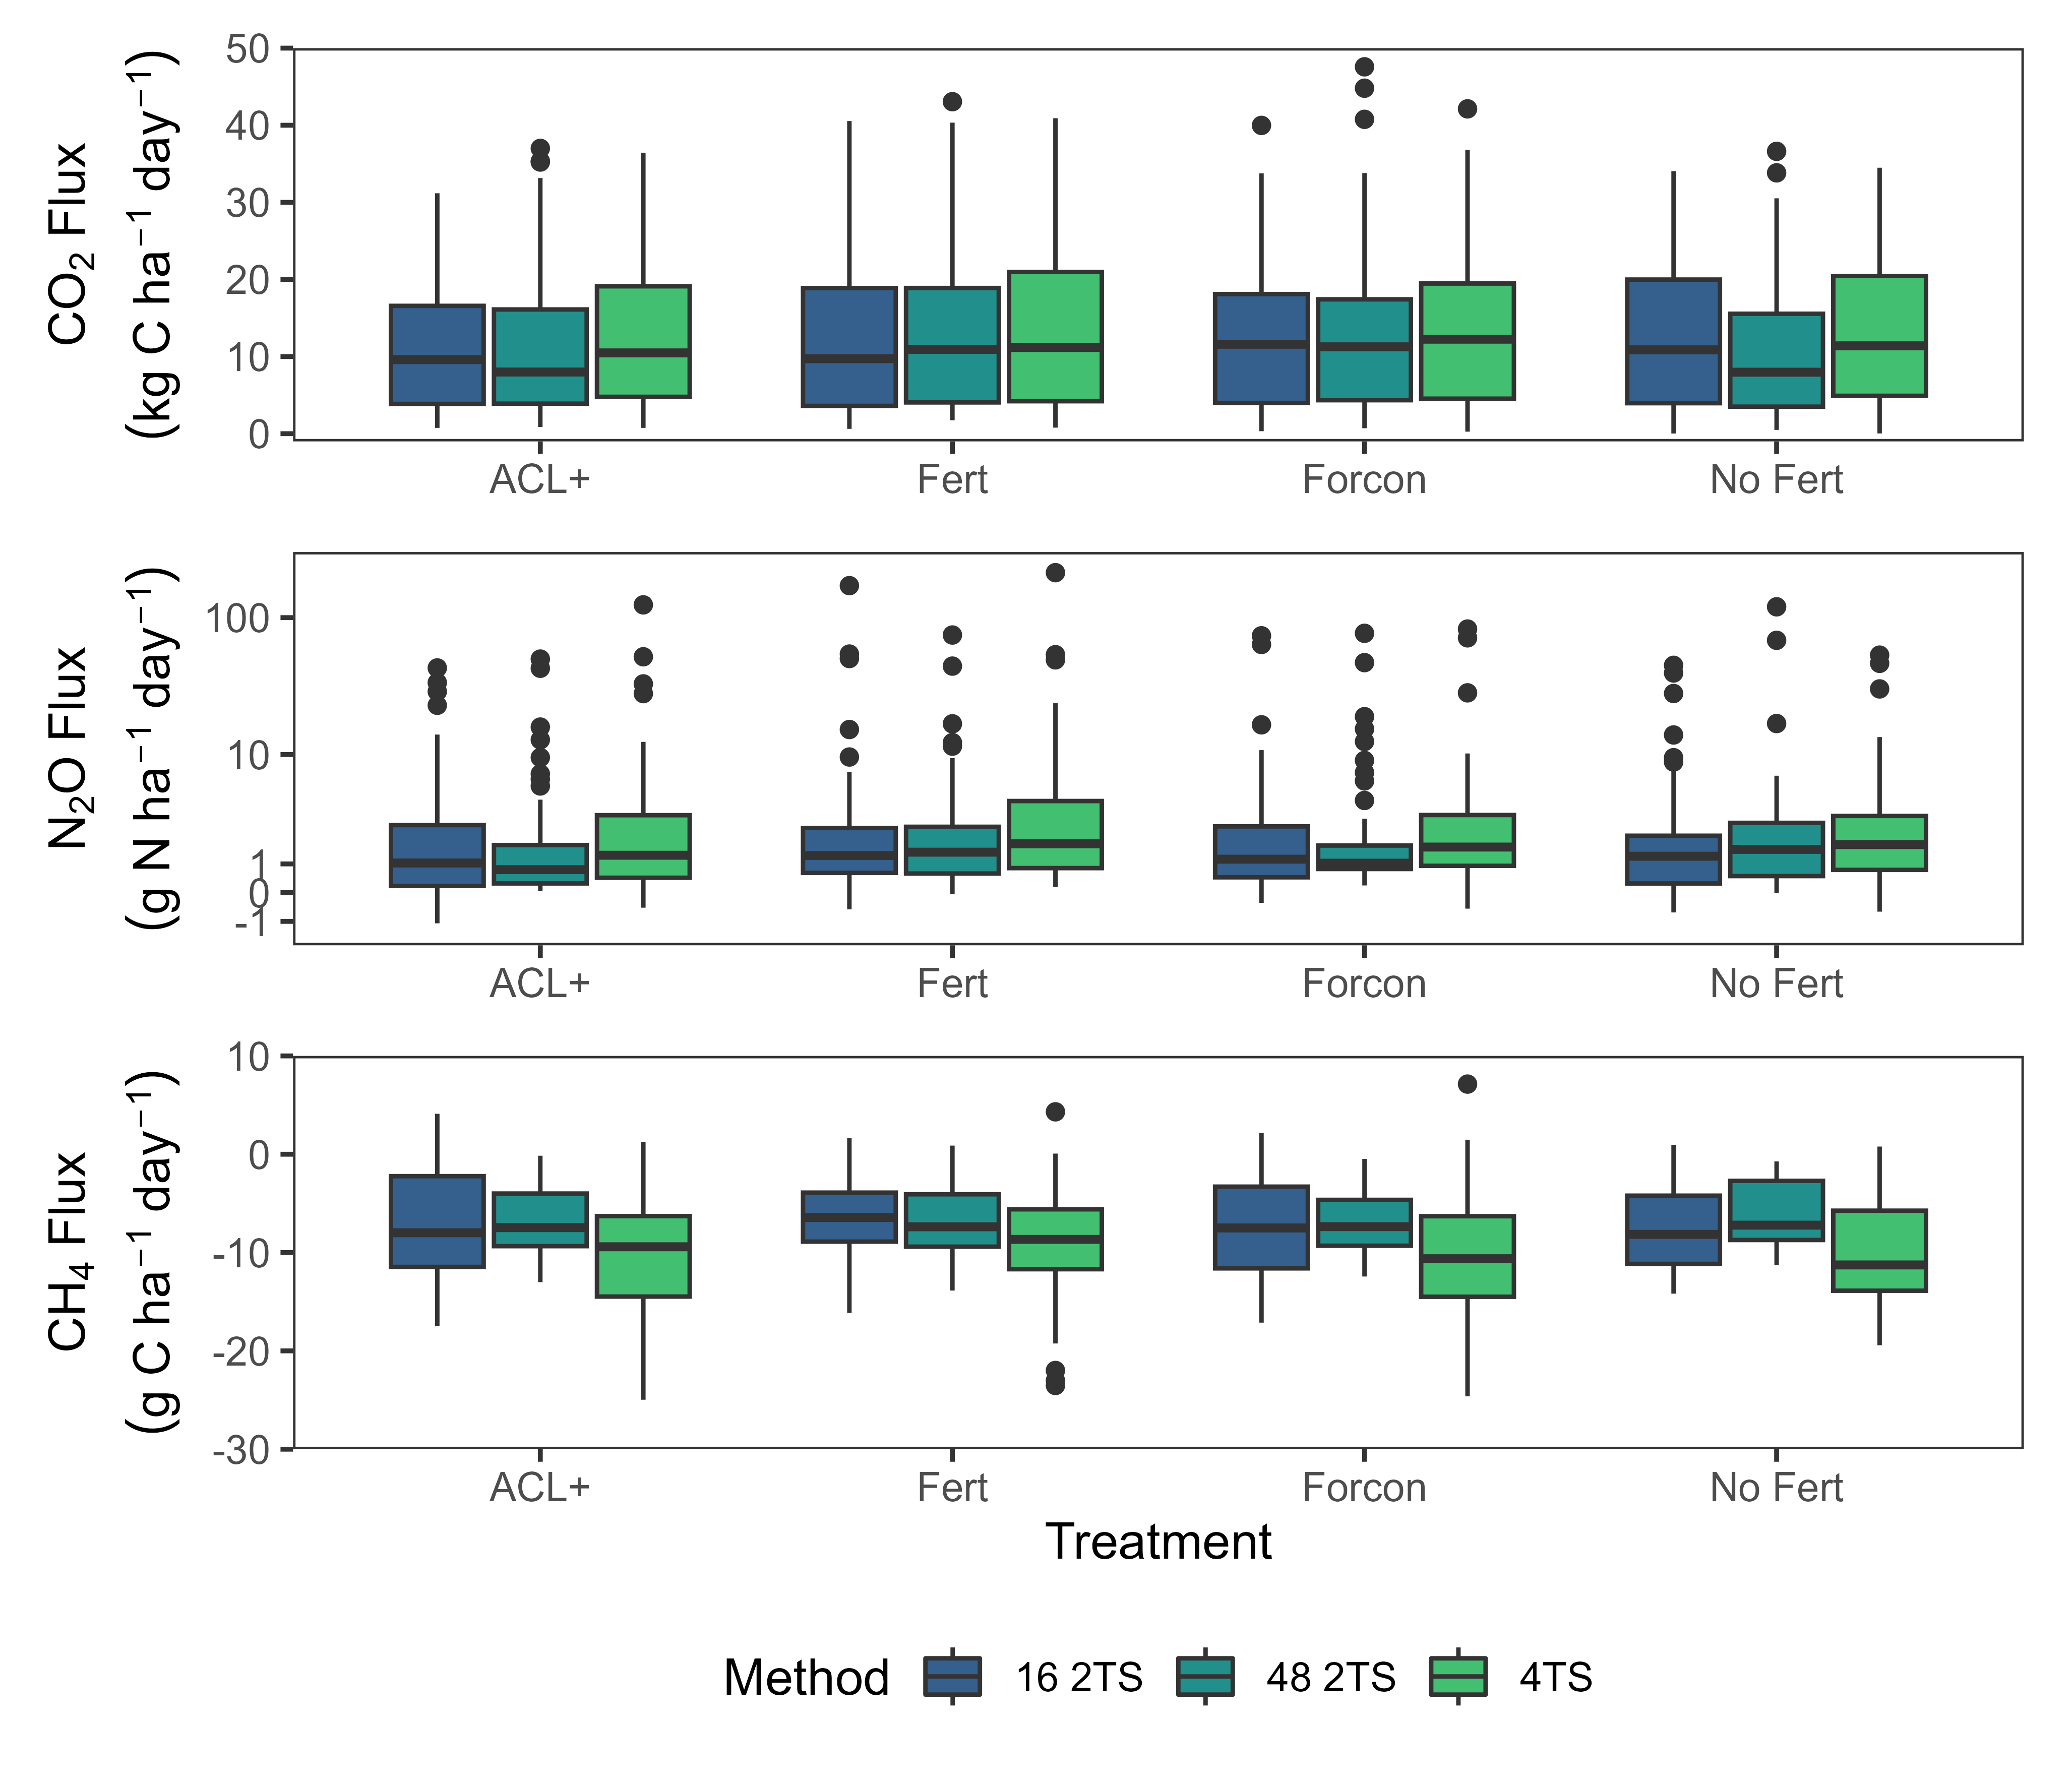 CO₂ Flux
(kg C ha⁻¹ day⁻¹)
50
40
30
20
10
0
ACL+ Fert Forcon No Fert
N₂O Flux
(g N ha⁻¹ day⁻¹)
100
10
1
0
-1
ACL+ Fert Forcon No Fert
CH₄ Flux
(g C ha⁻¹ day⁻¹)
10
0
-10
-20
-30
ACL+ Fert Forcon No Fert
Treatment
Method 16 2TS 48 2TS 4TS